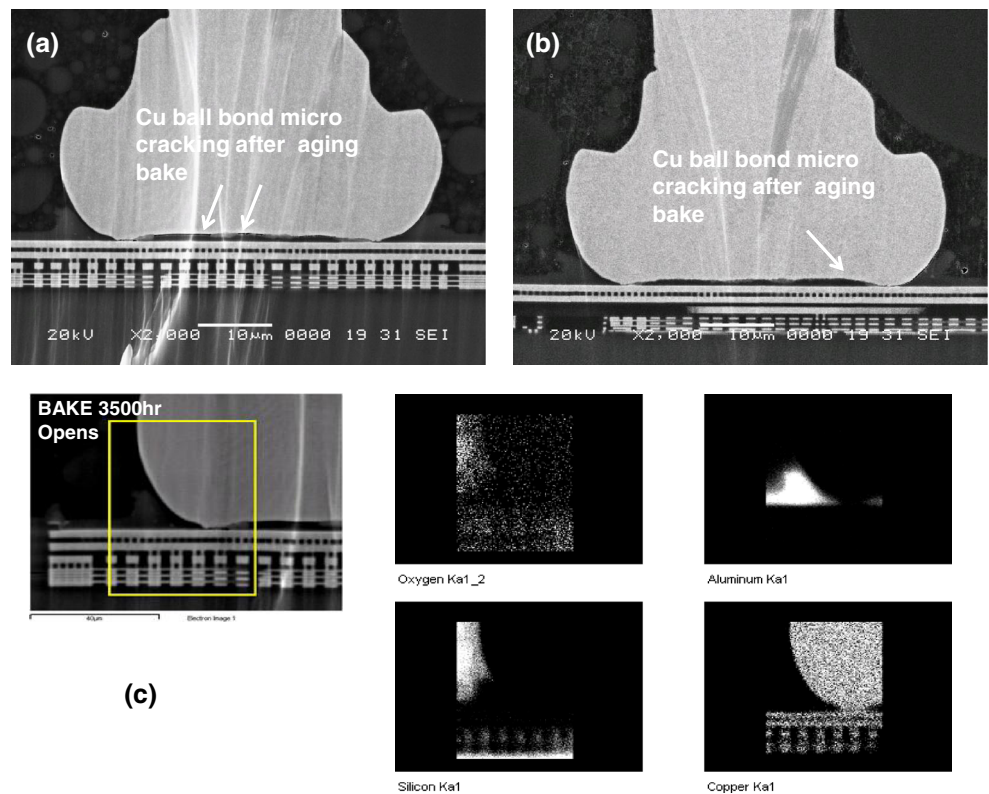 (a)
Cu ball bond micro
cracking after aging
bake
20kV X2,000 10µm 0000 19 31 SEI
(b)
Cu ball bond micro
cracking after aging
bake
20kV X2,000 10µm 0000 19 31 SEI
BAKE 3500hr
Opens
40µm Electron Image 1
(c)
Oxygen Ka1_2
Aluminum Ka1
Silicon Ka1
Copper Ka1